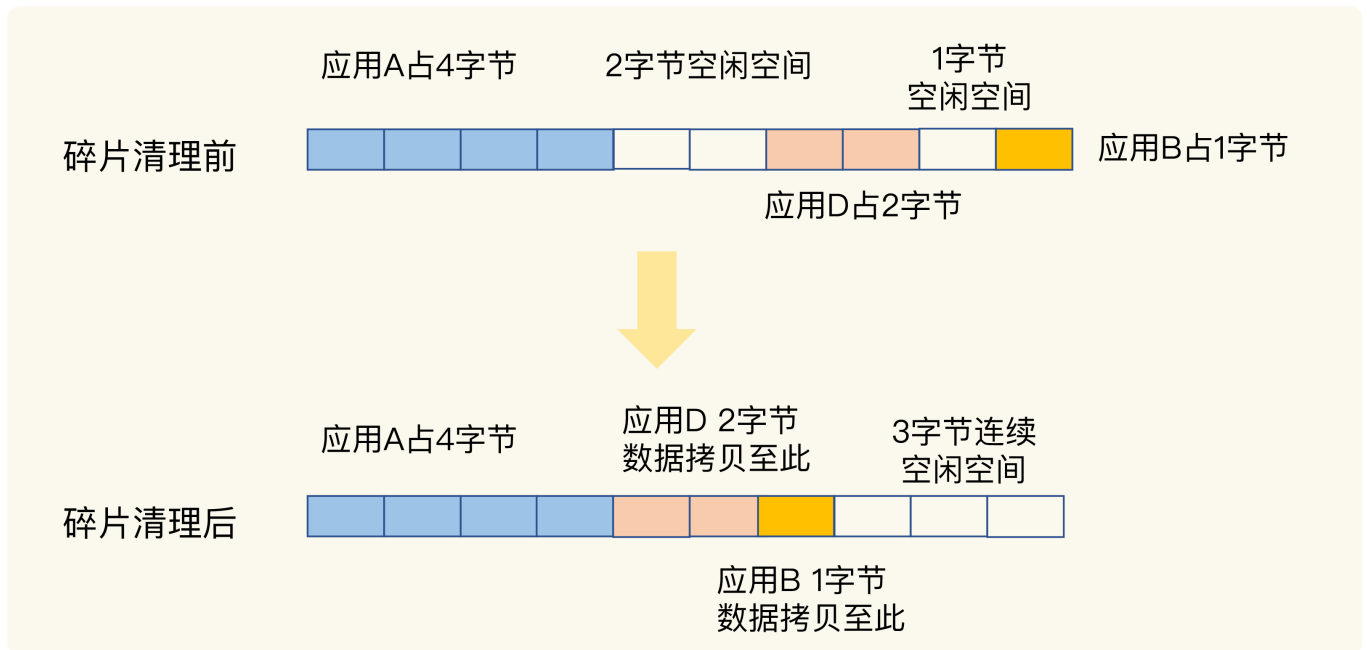 应用A占4字节
2字节空闲空间
1字节
空闲空间
碎片清理前
应用B占1字节
应用D占2字节
应用A占4字节
应用D 2字节
数据拷贝至此
3字节连续
空闲空间
碎片清理后
应用B 1字节
数据拷贝至此